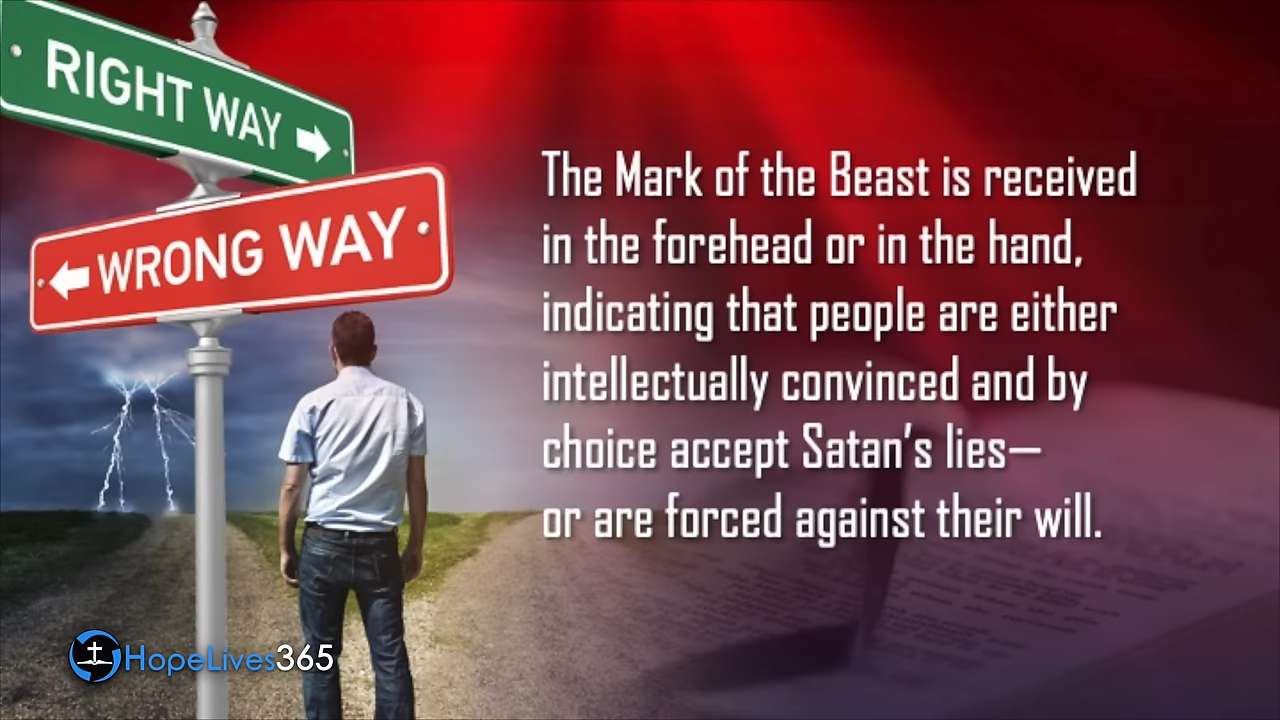 RIGHT WAY
WRONG WAY
The Mark of the Beast is received
in the forehead or in the hand,
indicating that people are either
intellectually convinced and by
choice accept Satan's lies—
or are forced against their will.
HopeLives365